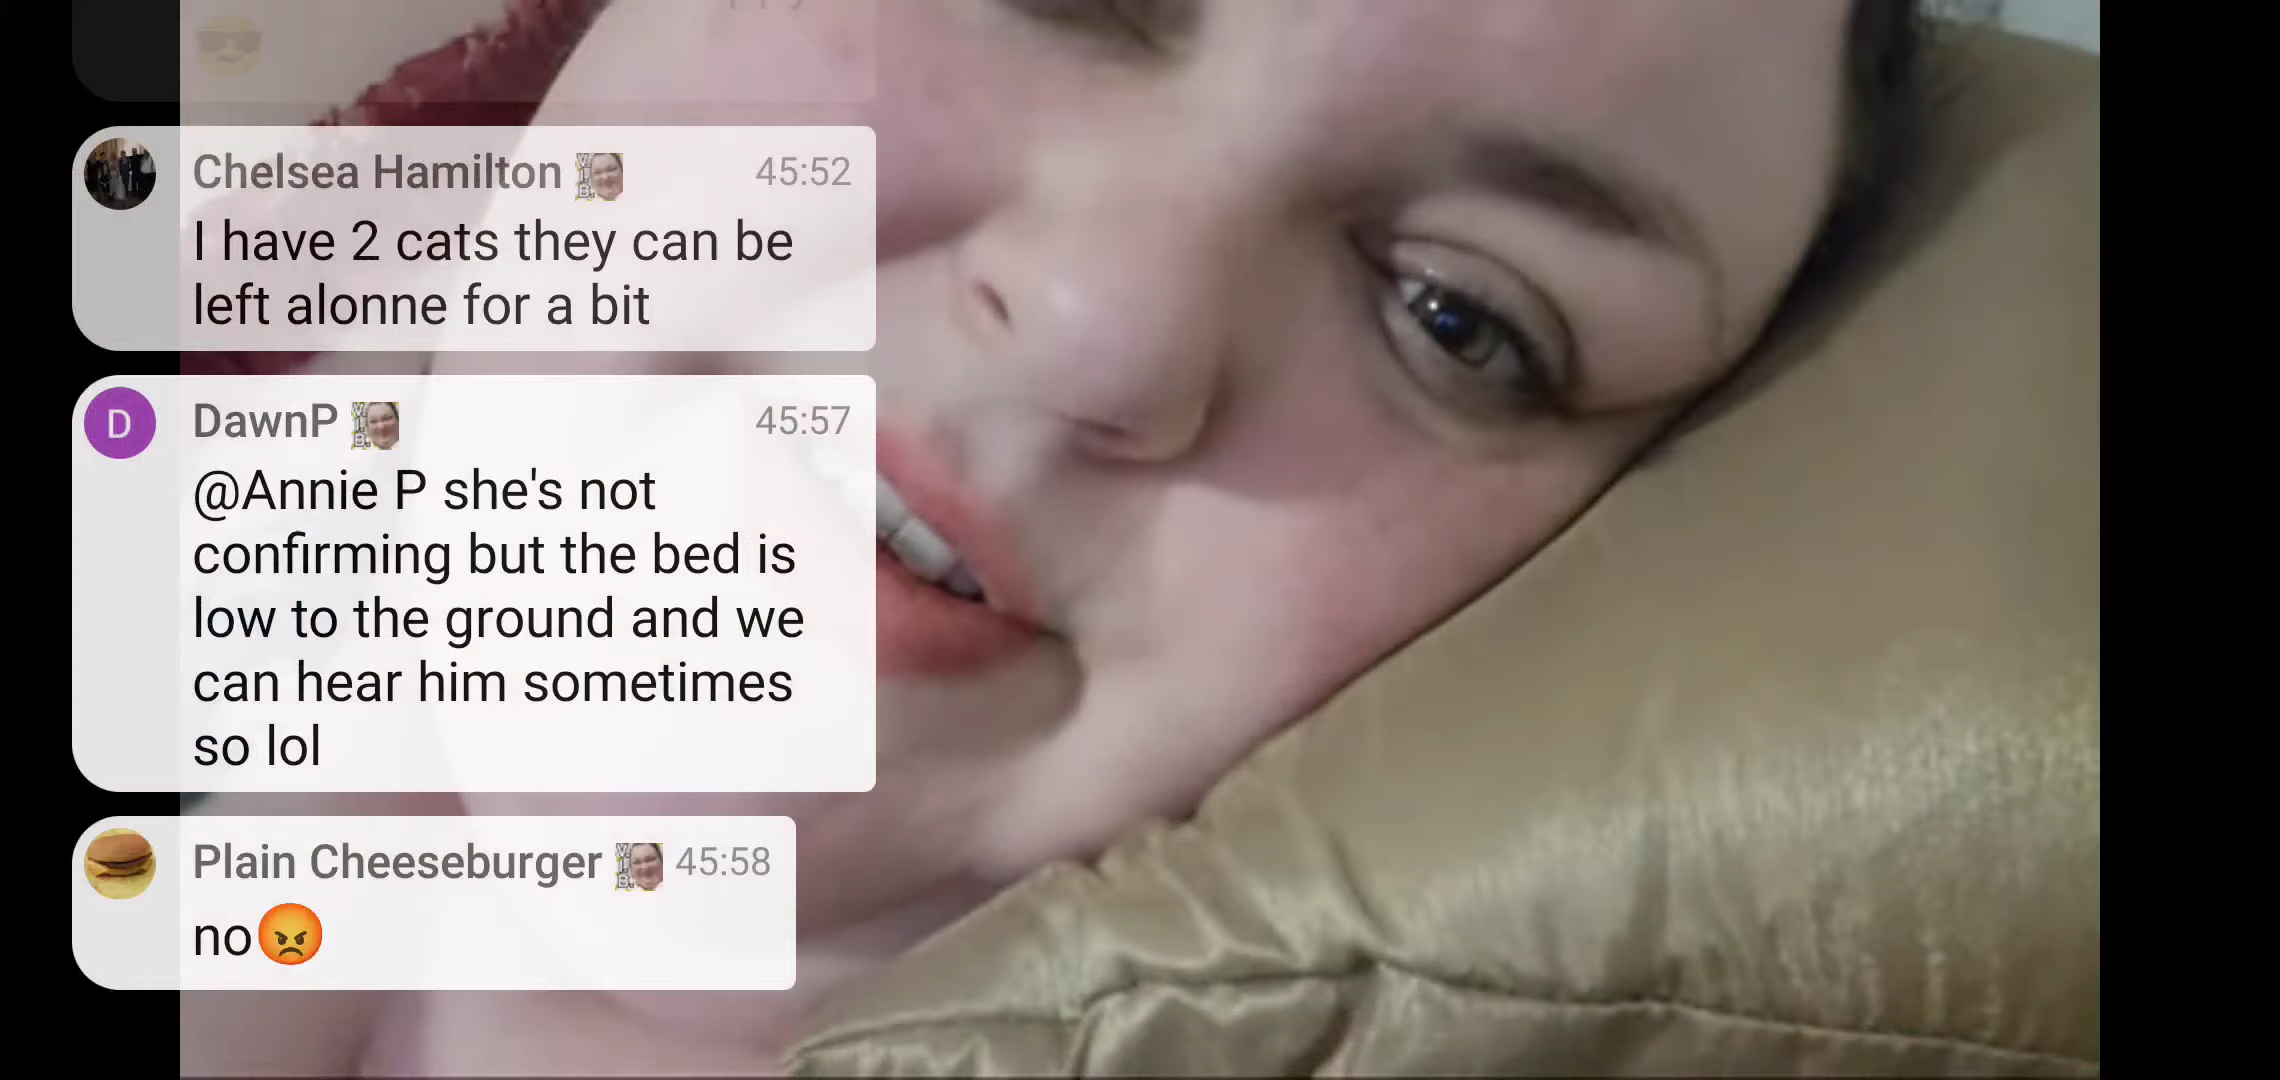 Chelsea Hamilton 45:52
I have 2 cats they can be
left alonne for a bit
D
DawnP 45:57
@Annie P she's not
confirming but the bed is
low to the ground and we
can hear him sometimes
so lol
Plain Cheeseburger 45:58
no😡